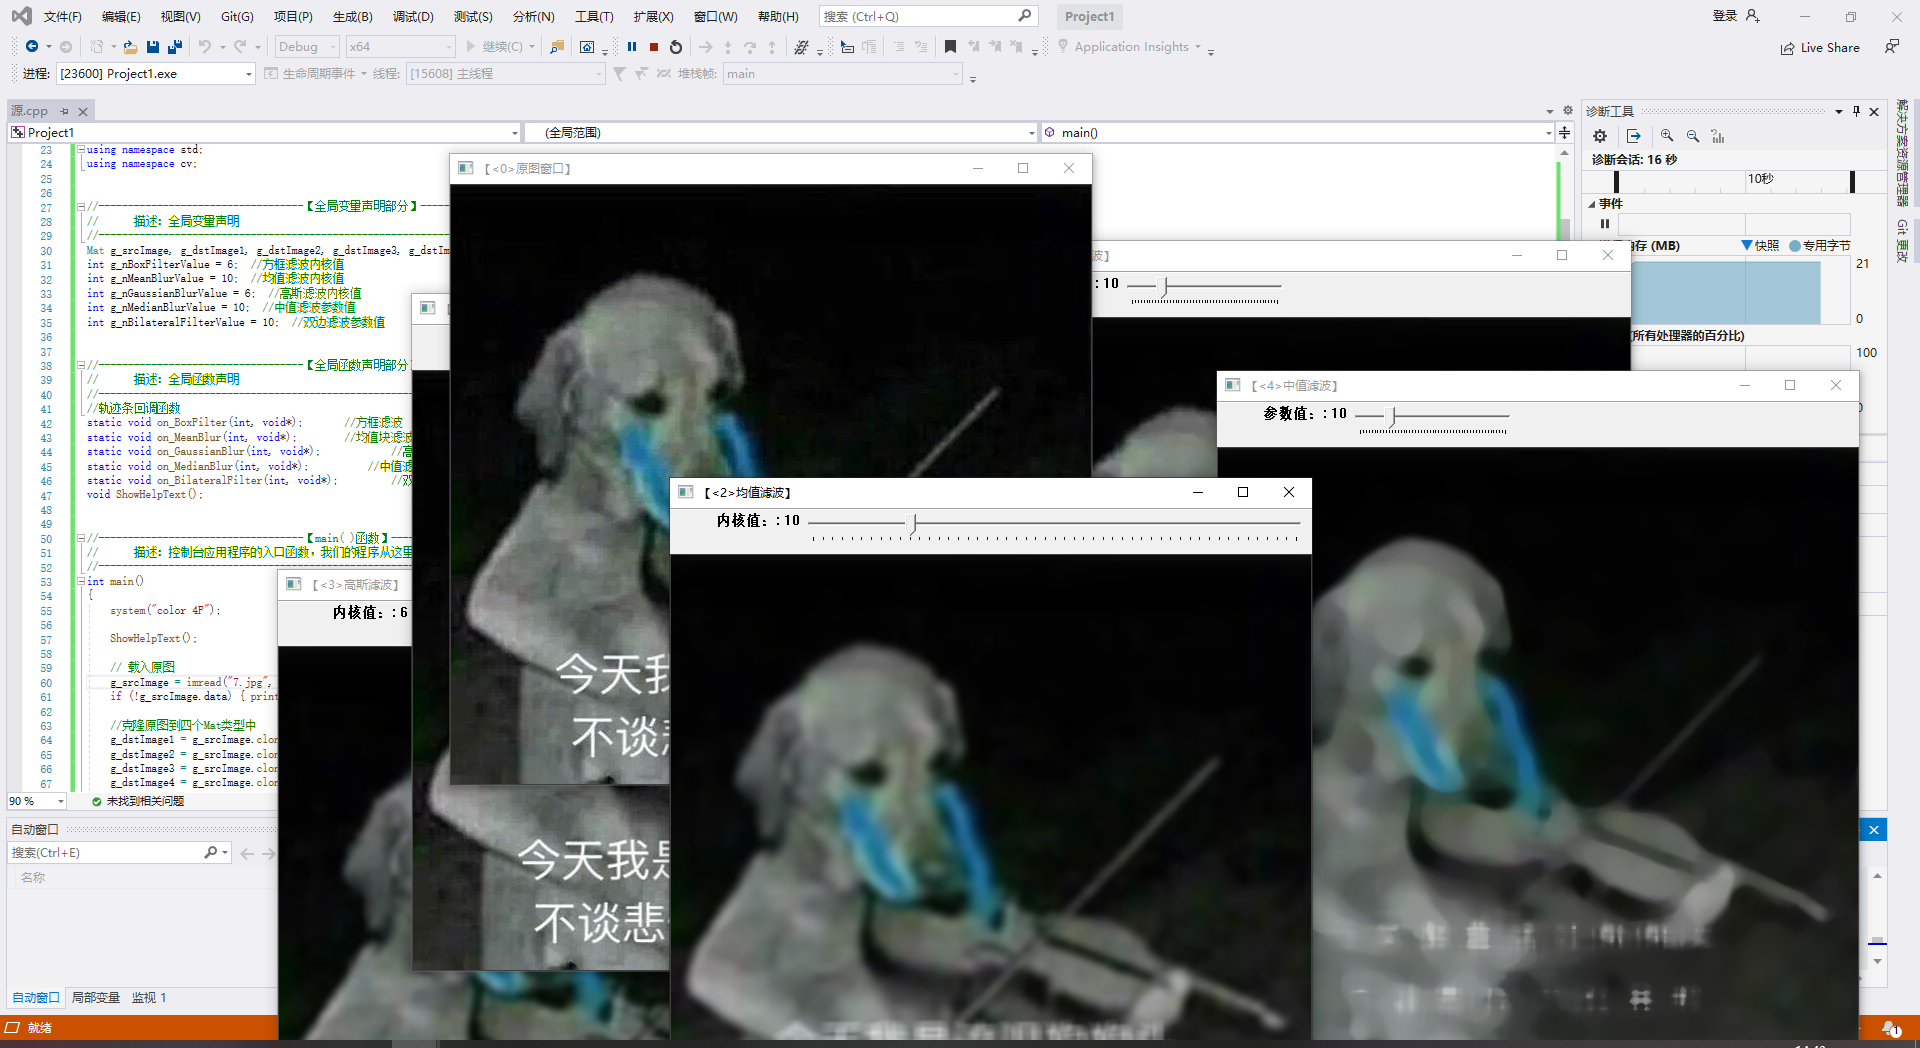 文件(F) 编辑(E) 视图(V) Git(G) 项目(P) 生成(B) 调试(D) 测试(S) 分析(N) 工具(T) 扩展(X) 窗口(W) 帮助(H) 搜索 (Ctrl+Q) Project1 登录
Debug x64 继续(C) Application Insights Live Share
进程: [23600] Project1.exe 生命周期事件 线程: [15608] 主线程 堆栈帧: main
源.cpp
Project1 (全局范围) main()
23 using namespace std;
24 using namespace cv;
25
26
27 //-----------------------------------【全局变量声明部分】-----
28 // 描述：全局变量声明
29 //-----------------------------------
30 Mat g_srcImage, g_dstImage1, g_dstImage2, g_dstImage3, g_dstIm
31 int g_nBoxFilterValue = 6; //方框滤波内核值
32 int g_nMeanBlurValue = 10; //均值滤波内核值
33 int g_nGaussianBlurValue = 6; //高斯滤波内核值
34 int g_nMedianBlurValue = 10; //中值滤波参数值
35 int g_nBilateralFilterValue = 10; //双边滤波参数值
36
37
38 //-----------------------------------【全局函数声明部分
39 // 描述：全局函数声明
40 //-----------------------------------
41 //轨迹条回调函数
42 static void on_BoxFilter(int, void*); //方框滤波
43 static void on_MeanBlur(int, void*); //均值块滤波
44 static void on_GaussianBlur(int, void*); //高
45 static void on_MedianBlur(int, void*); //中值滤
46 static void on_BilateralFilter(int, void*); //双
47 void ShowHelpText();
48
49
50 //-----------------------------------【main( )函数】-----
51 // 描述：控制台应用程序的入口函数，我们的程序从这里
52 //-----------------------------------
53 int main()
54 {
55 system("color 4F");
56
57 ShowHelpText();
58
59 // 载入原图
60 g_srcImage = imread("7.jpg",
61 if (!g_srcImage.data) { print
62
63 //克隆原图到四个Mat类型中
64 g_dstImage1 = g_srcImage.clon
65 g_dstImage2 = g_srcImage.clon
66 g_dstImage3 = g_srcImage.clon
67 g_dstImage4 = g_srcImage.clon
90 % 未找到相关问题
自动窗口
搜索(Ctrl+E)
名称
自动窗口 局部变量 监视 1
就绪
【<0>原图窗口】
今天我
不谈悲
今天我是
不谈悲
【<3>高斯滤波】
内核值：: 6
【<2>均值滤波】
内核值：: 10
波】
: 10
【<4>中值滤波】
参数值：: 10
诊断工具
诊断会话: 16 秒
10秒
事件
内存 (MB) 快照 专用字节
21
0
(所有处理器的百分比)
100
0
解决方案资源管理器
Git 更改
1